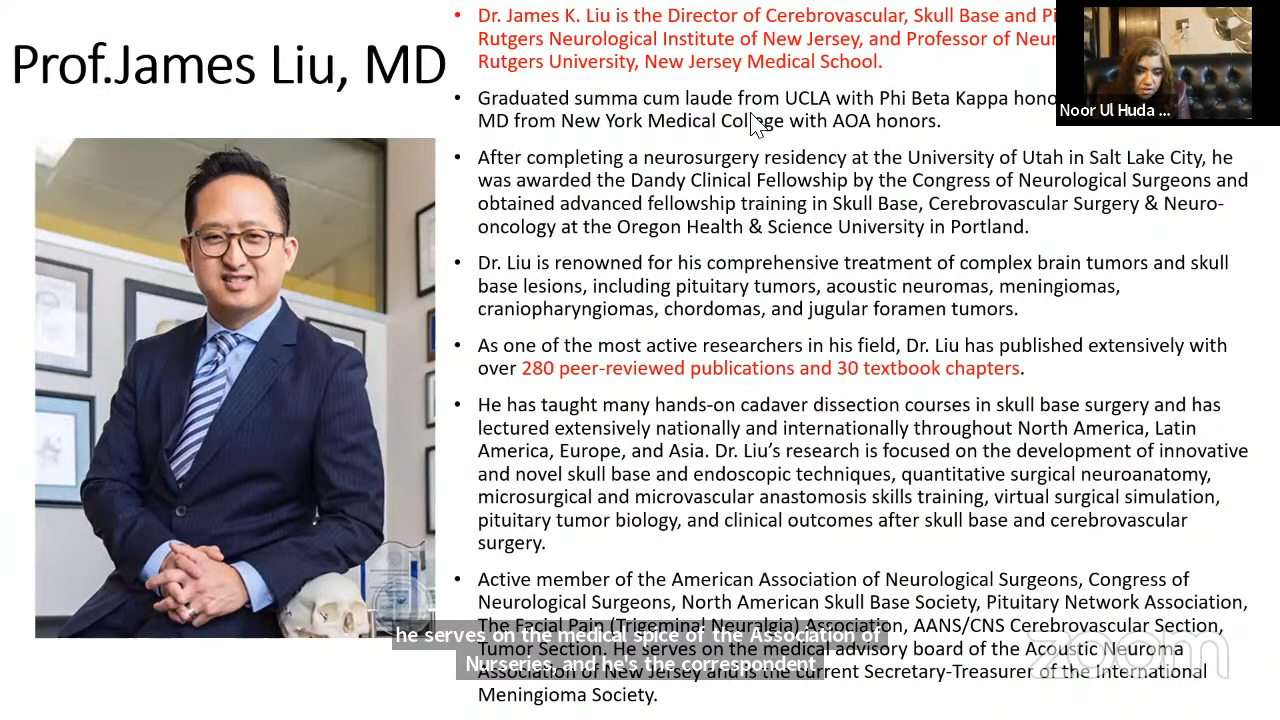 Prof.James Liu, MD
• Dr. James K. Liu is the Director of Cerebrovascular, Skull Base and Pi
Rutgers Neurological Institute of New Jersey, and Professor of Neur
Rutgers University, New Jersey Medical School.
• Graduated summa cum laude from UCLA with Phi Beta Kappa hono
MD from New York Medical College with AOA honors.
• After completing a neurosurgery residency at the University of Utah in Salt Lake City, he
was awarded the Dandy Clinical Fellowship by the Congress of Neurological Surgeons and
obtained advanced fellowship training in Skull Base, Cerebrovascular Surgery & Neuro-
oncology at the Oregon Health & Science University in Portland.
• Dr. Liu is renowned for his comprehensive treatment of complex brain tumors and skull
base lesions, including pituitary tumors, acoustic neuromas, meningiomas,
craniopharyngiomas, chordomas, and jugular foramen tumors.
• As one of the most active researchers in his field, Dr. Liu has published extensively with
over 280 peer-reviewed publications and 30 textbook chapters.
• He has taught many hands-on cadaver dissection courses in skull base surgery and has
lectured extensively nationally and internationally throughout North America, Latin
America, Europe, and Asia. Dr. Liu's research is focused on the development of innovative
and novel skull base and endoscopic techniques, quantitative surgical neuroanatomy,
microsurgical and microvascular anastomosis skills training, virtual surgical simulation,
pituitary tumor biology, and clinical outcomes after skull base and cerebrovascular
surgery.
• Active member of the American Association of Neurological Surgeons, Congress of
Neurological Surgeons, North American Skull Base Society, Pituitary Network Association,
The Facial Pain (Trigeminal Neuralgia) Association, AANS/CNS Cerebrovascular Section,
Tumor Section. He serves on the medical advisory board of the Acoustic Neuroma
Association of New Jersey and is the current Secretary-Treasurer of the International
Meningioma Society.
he serves on the medical spice of the Association of
Nurseries, and he's the correspondent
Noor Ul Huda ...
zoom